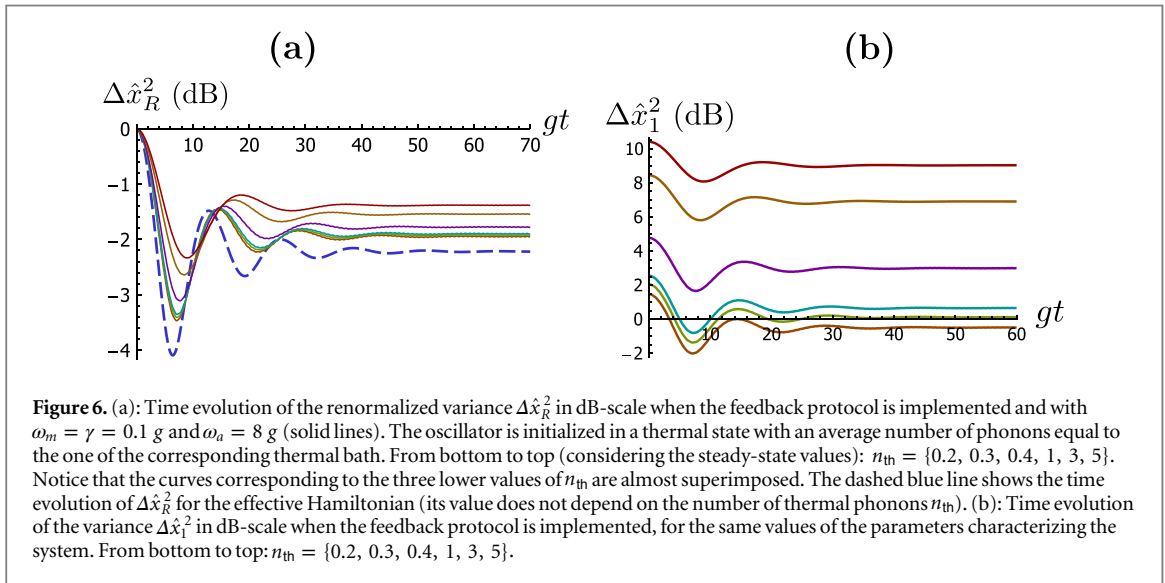 (a)
(b)
Δx̂²_R (dB)
0
10 20 30 40 50 60 70
gt
−1
−2
−3
−4
Δx̂²_1 (dB)
10
8
6
4
2
0
−2
gt
10 20 30 40 50 60
Figure 6. (a): Time evolution of the renormalized variance Δx̂_R² in dB-scale when the feedback protocol is implemented and with
ω_m = γ = 0.1 g and ω_a = 8 g (solid lines). The oscillator is initialized in a thermal state with an average number of phonons equal to
the one of the corresponding thermal bath. From bottom to top (considering the steady-state values): n_th = {0.2, 0.3, 0.4, 1, 3, 5}.
Notice that the curves corresponding to the three lower values of n_th are almost superimposed. The dashed blue line shows the time
evolution of Δx̂_R² for the effective Hamiltonian (its value does not depend on the number of thermal phonons n_th). (b): Time evolution
of the variance Δx̂_1² in dB-scale when the feedback protocol is implemented, for the same values of the parameters characterizing the
system. From bottom to top: n_th = {0.2, 0.3, 0.4, 1, 3, 5}.